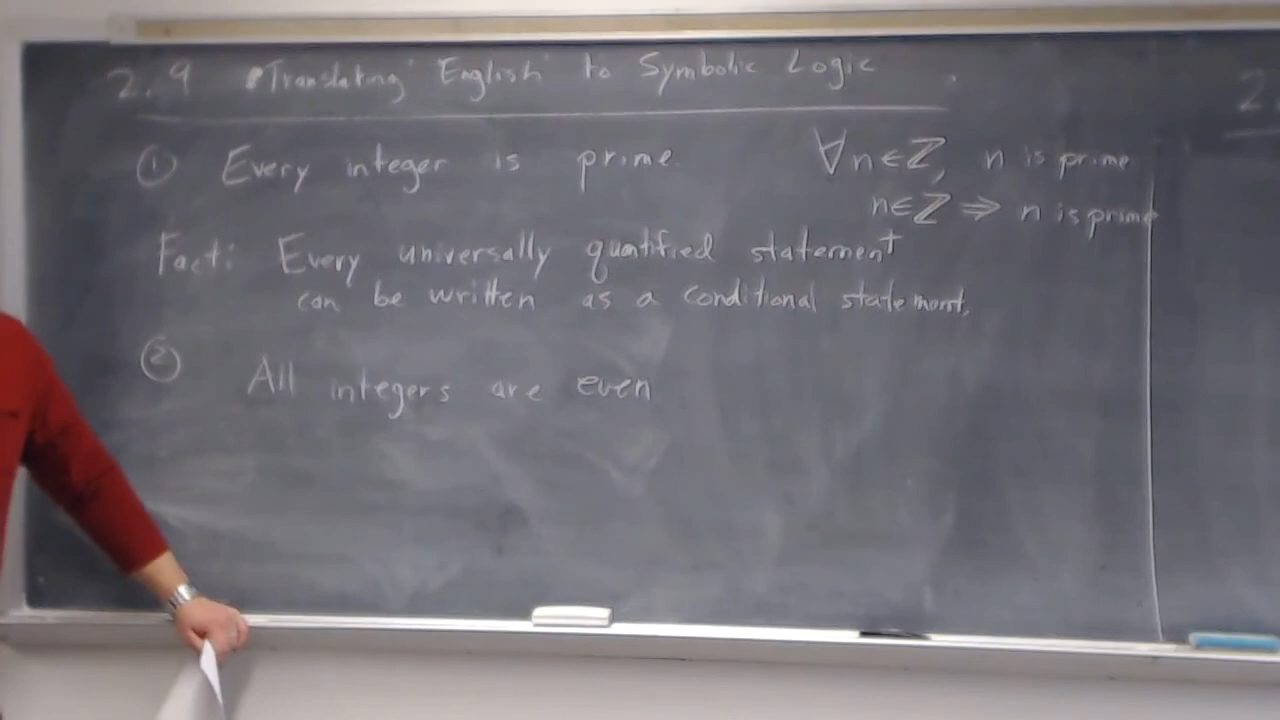 2.9 Translating English to Symbolic Logic
① Every integer is prime. ∀n∈ℤ, n is prime
n∈ℤ ⇒ n is prime
Fact: Every universally quantified statement
can be written as a conditional statement.
② All integers are even
2.